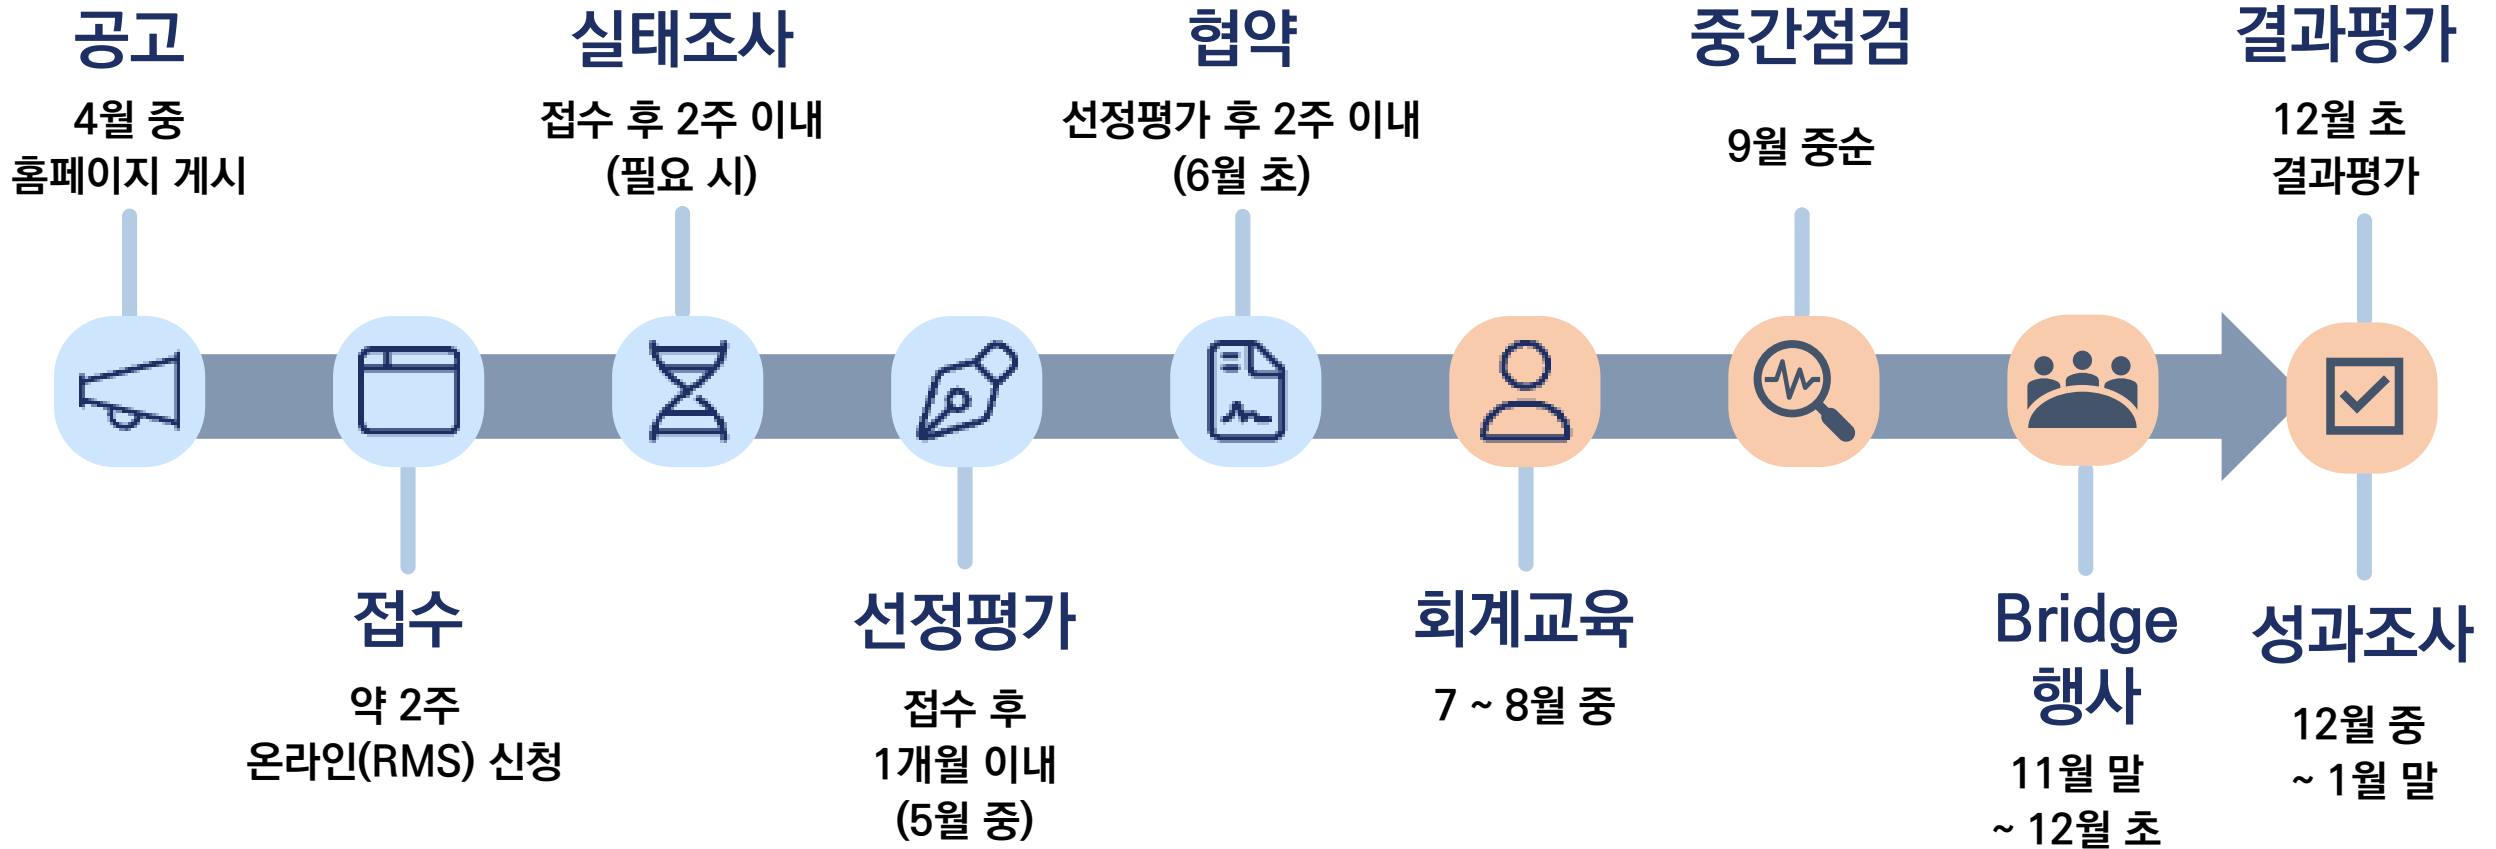 공고
4월 중
홈페이지 게시
상태조사
접수 후 2주 이내
(필요 시)
협약
선정평가 후 2주 이내
(6월 초)
중간점검
9월 중순
결과평가
12월 초
결과평가
접수
약 2주
온라인(PMS) 신청
선정평가
접수 후
1개월 이내
(5월 중)
회계교육
7 ~ 8월 중
Bridge
행사
11월 말
~ 12월 초
성과조사
12월 중
~ 1월 말